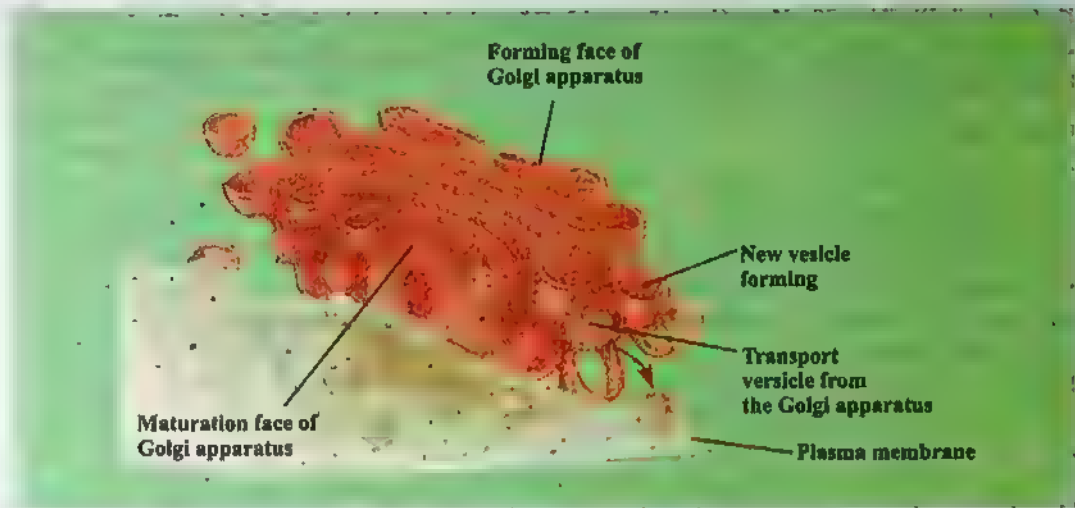 Forming face of
Golgi apparatus
New vesicle
forming
Transport
versicle from
the Golgi apparatus
Maturation face of
Golgi apparatus
Plasma membrane